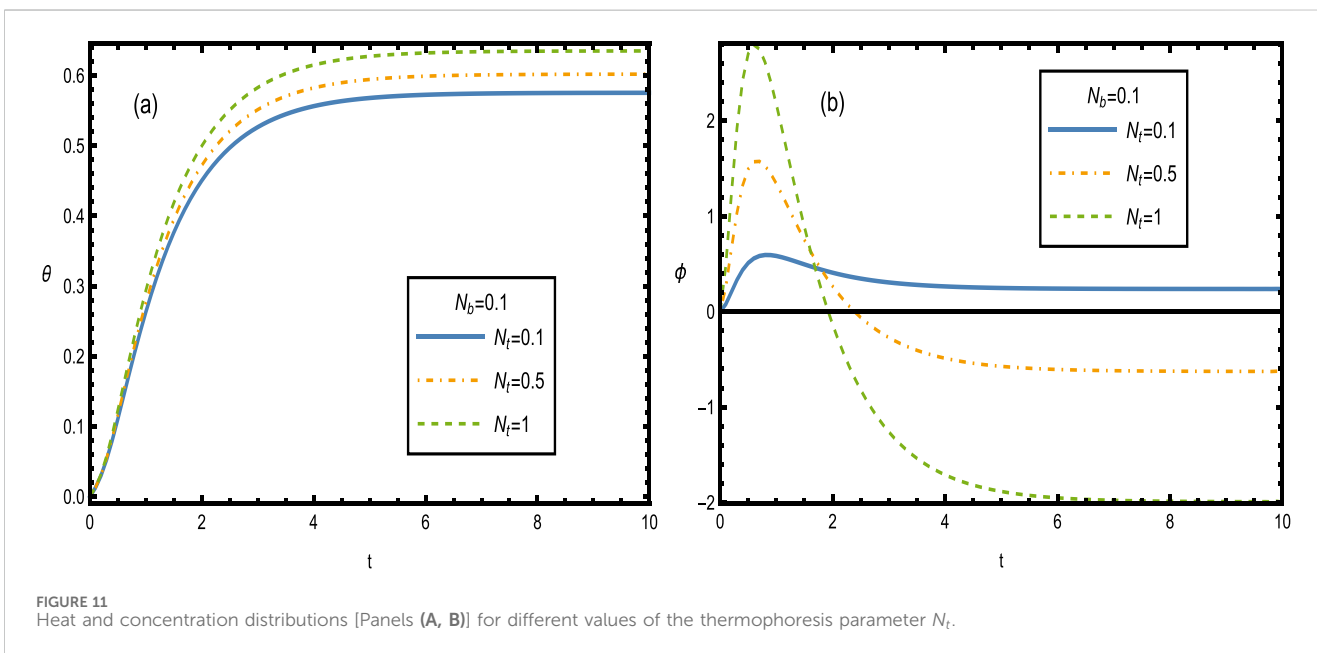 (a)
θ
0.6
0.5
0.4
0.3
0.2
0.1
0.0
N_b=0.1
N_t=0.1
N_t=0.5
N_t=1
0 2 4 6 8 10
t
(b)
ϕ
2
1
0
−1
−2
N_b=0.1
N_t=0.1
N_t=0.5
N_t=1
0 2 4 6 8 10
t
FIGURE 11
Heat and concentration distributions [Panels (A, B)] for different values of the thermophoresis parameter N_t.